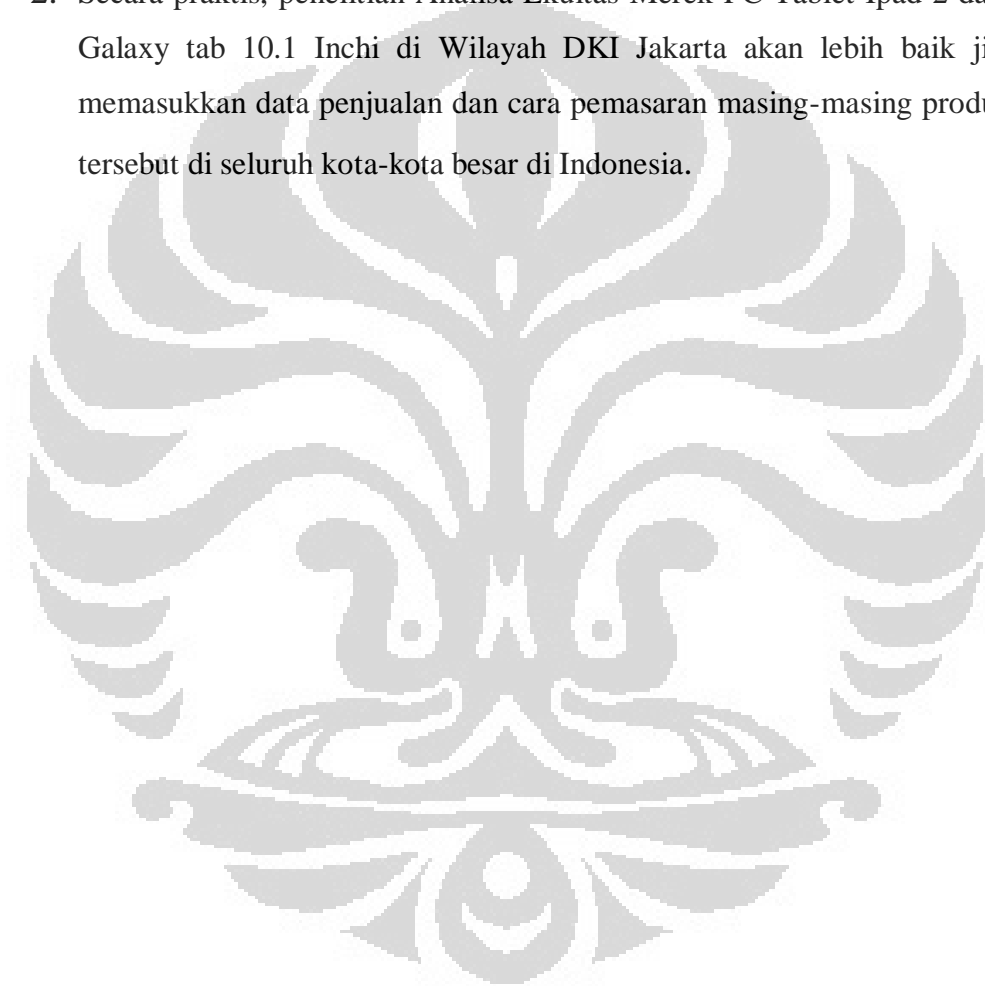 2. Secara praktis, penelitian Analisa Ekuitas Merek PC Tablet Ipad 2 da
Galaxy tab 10.1 Inchi di Wilayah DKI Jakarta akan lebih baik ji
memasukkan data penjualan dan cara pemasaran masing-masing produ
tersebut di seluruh kota-kota besar di Indonesia.